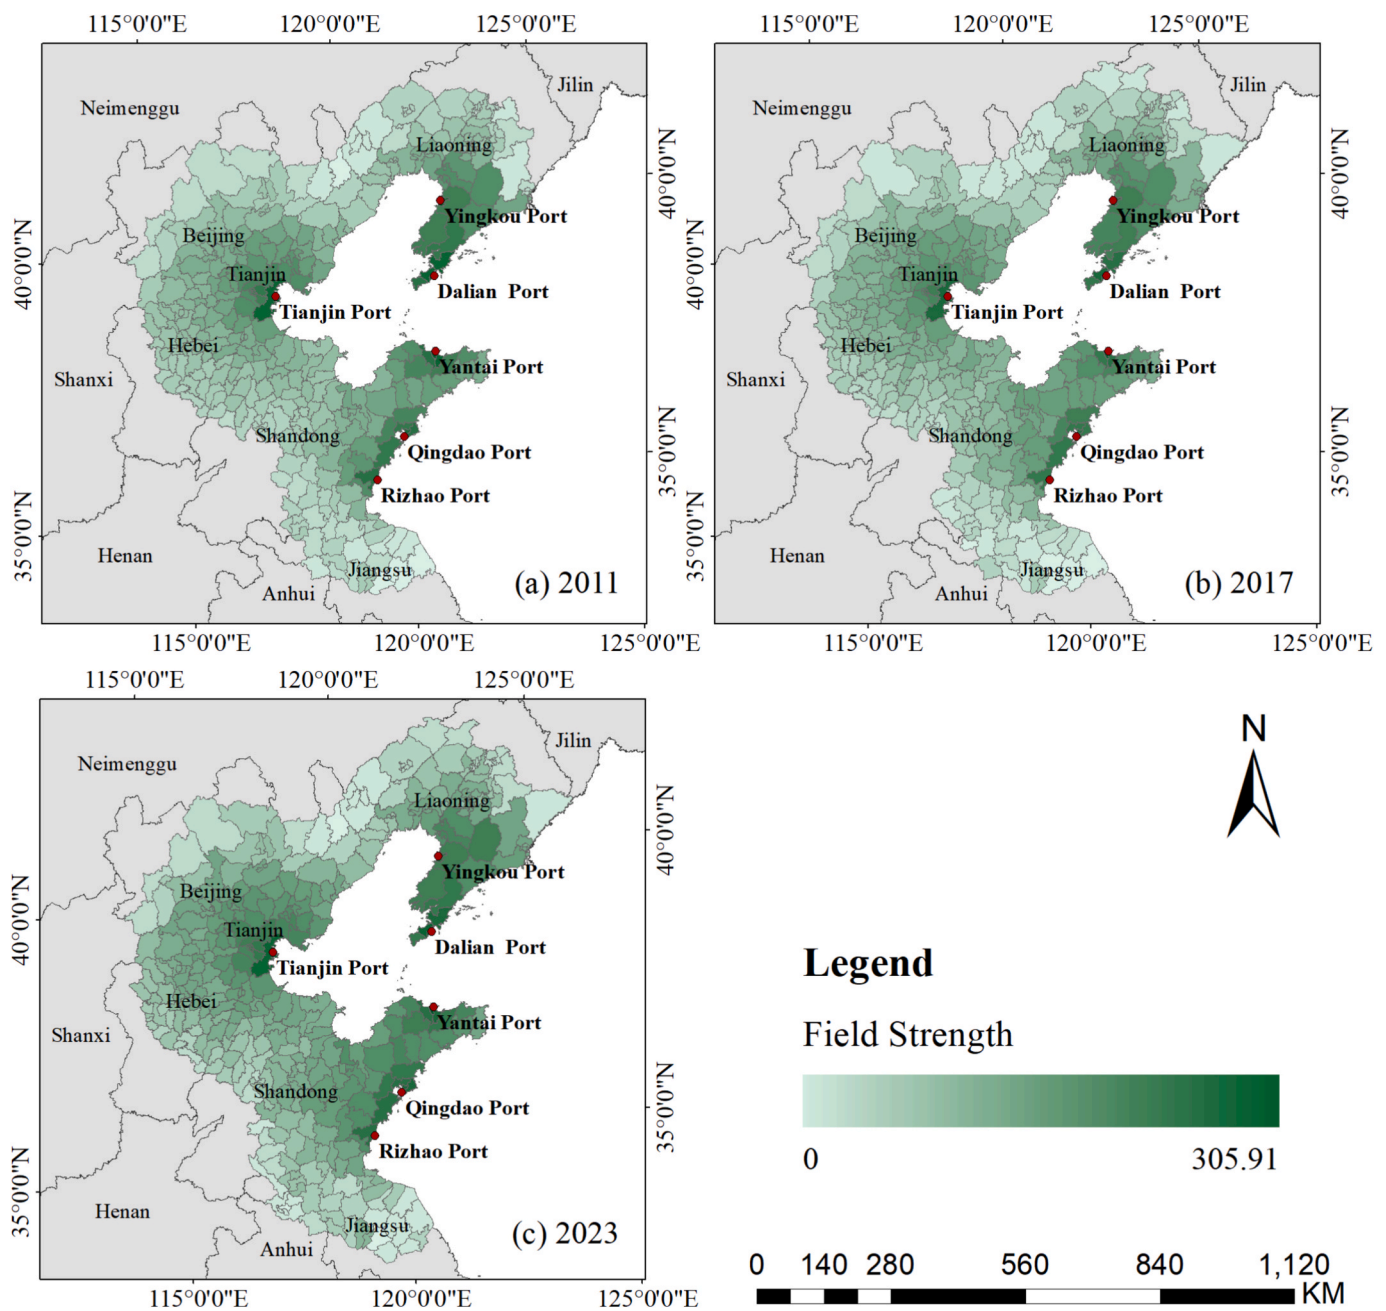 115°0'0"E 120°0'0"E 125°0'0"E
115°0'0"E 120°0'0"E 125°0'0"E
Jilin
Neimenggu
Liaoning
40°0'0"N
Yingkou Port
Beijing
40°0'0"N
Tianjin
Dalian Port
Tianjin Port
Hebei
Yantai Port
Shanxi
Shandong
35°0'0"N
Qingdao Port
Rizhao Port
35°0'0"N
Henan
Jiangsu
Anhui
(a) 2011
115°0'0"E 120°0'0"E 125°0'0"E
Jilin
Neimenggu
Liaoning
40°0'0"N
Yingkou Port
Beijing
40°0'0"N
Tianjin
Dalian Port
Tianjin Port
Hebei
Yantai Port
Shanxi
Shandong
35°0'0"N
Qingdao Port
Rizhao Port
35°0'0"N
Henan
Jiangsu
Anhui
(b) 2017
115°0'0"E 120°0'0"E 125°0'0"E
115°0'0"E 120°0'0"E 125°0'0"E
Jilin
Neimenggu
Liaoning
40°0'0"N
Yingkou Port
Beijing
40°0'0"N
Tianjin
Dalian Port
Tianjin Port
Hebei
Yantai Port
Shanxi
Shandong
35°0'0"N
Qingdao Port
Rizhao Port
35°0'0"N
Henan
Jiangsu
Anhui
(c) 2023
115°0'0"E 120°0'0"E 125°0'0"E
N
Legend
Field Strength
0 305.91
0 140 280 560 840 1,120
KM